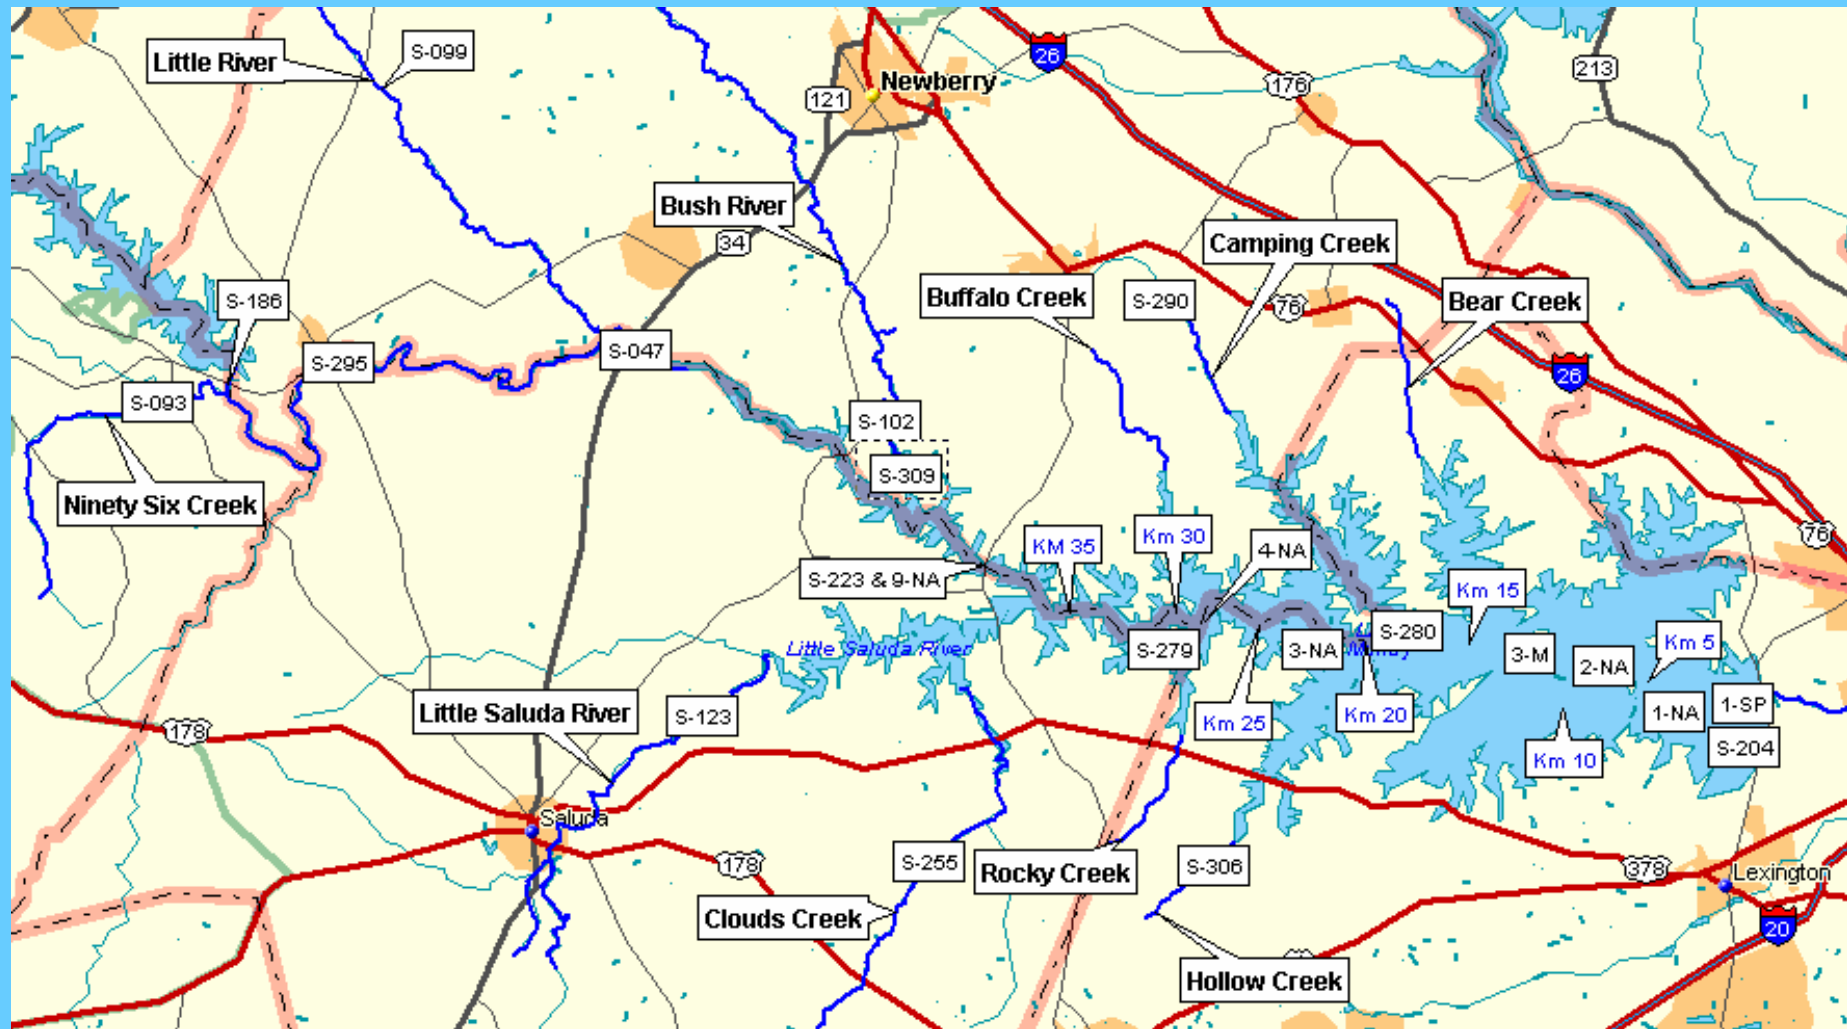 Little River
S-099
26
Newberry
176
213
121
Bush River
34
Camping Creek
Buffalo Creek
S-290
Bear Creek
76
S-186
S-295
S-047
S-093
26
Ninety Six Creek
S-102
S-309
KM 35
Km 30
4-NA
76
S-223 & 9-NA
Km 15
Little Saluda River
S-279
3-NA
S-280
3-M
2-NA
Km 5
Little Saluda River
S-123
Km 25
Km 20
1-NA
1-SP
178
Km 10
S-204
Saluda
178
S-255
Rocky Creek
S-306
378
Lexington
Clouds Creek
20
Hollow Creek